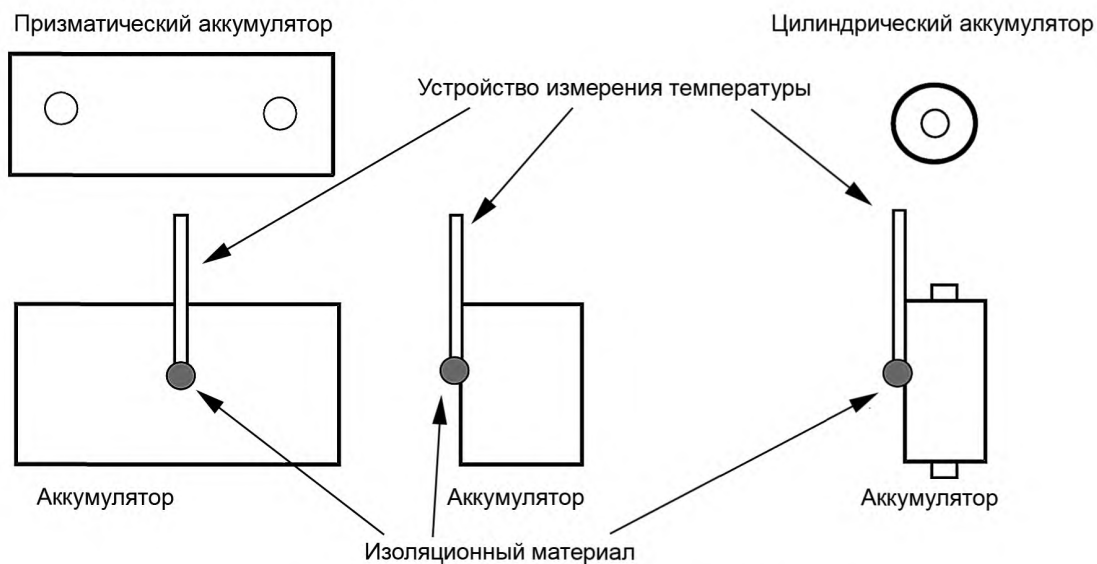 Призматический аккумулятор
Цилиндрический аккумулятор
Устройство измерения температуры
Аккумулятор
Аккумулятор
Аккумулятор
Изоляционный материал